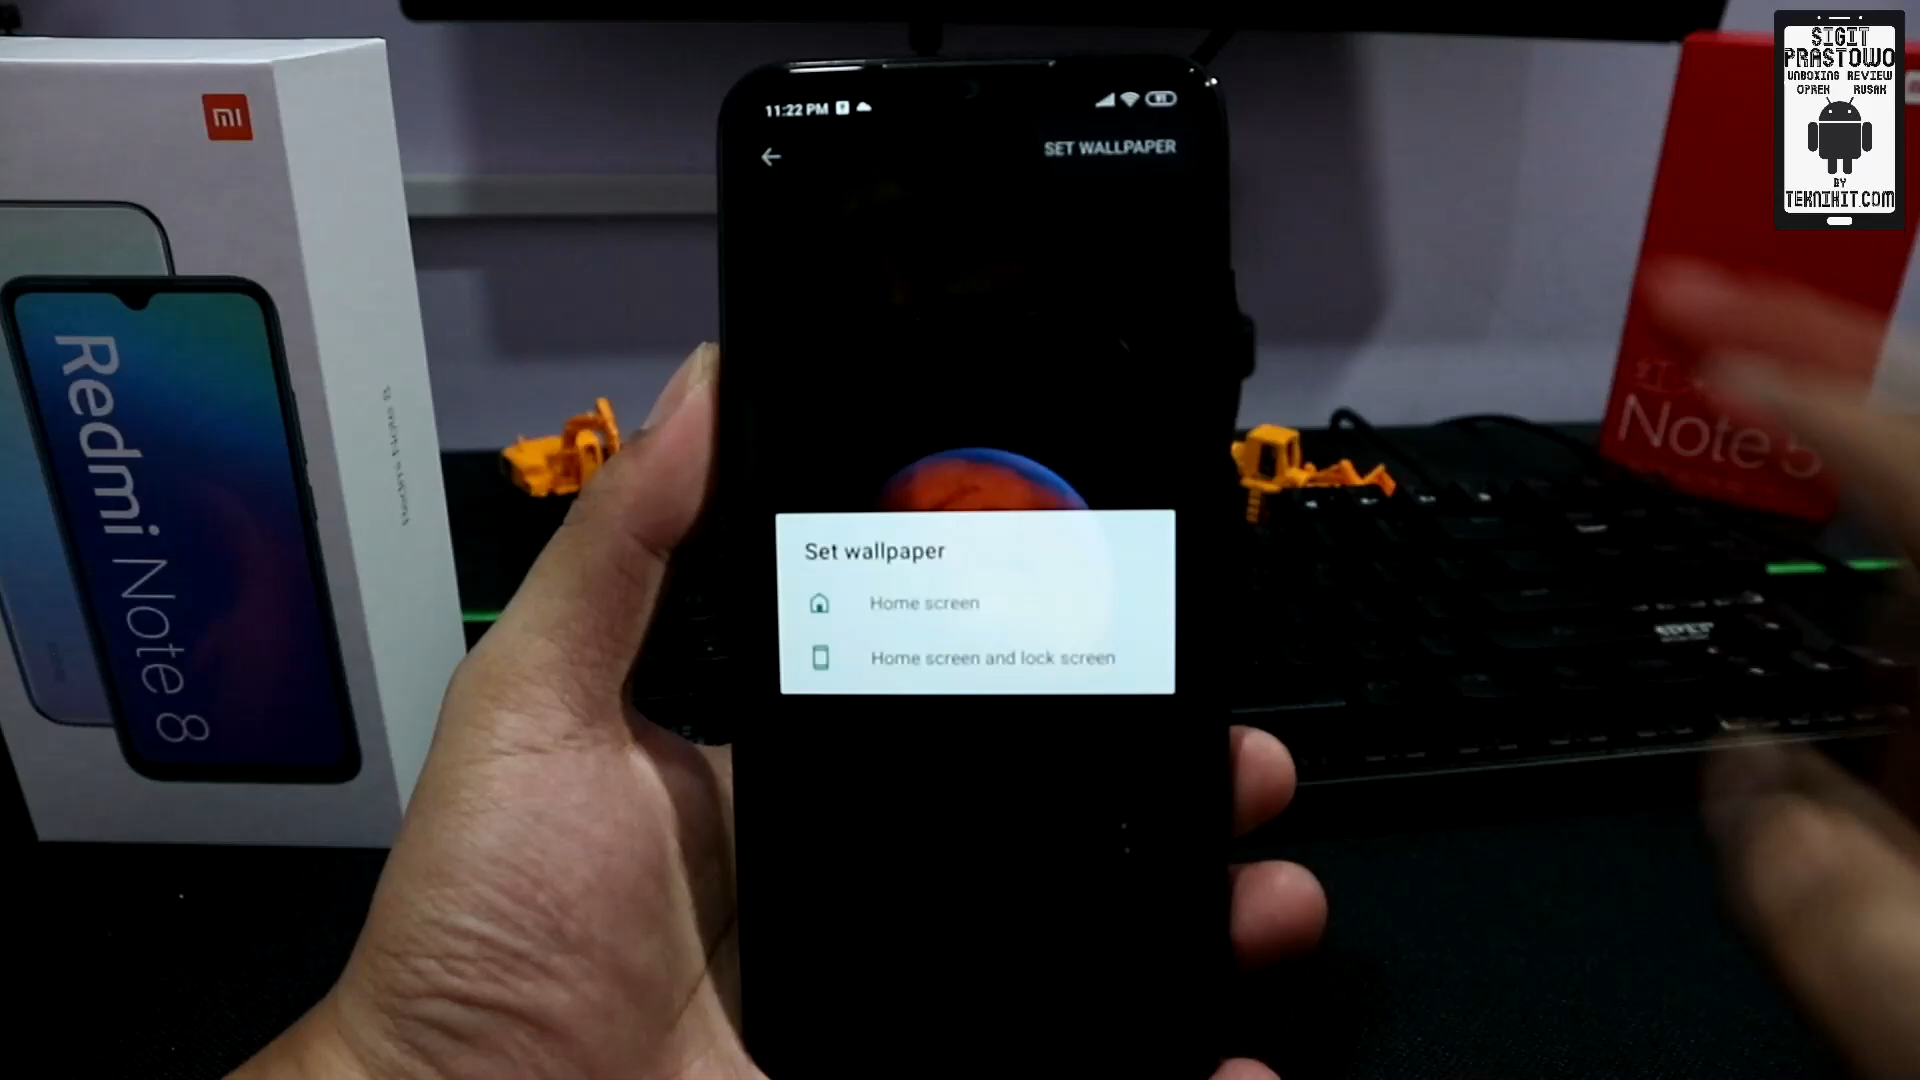 SIGIT
PRASTOWO
UNBOXING REVIEW
OPREK RUSAK
BY
TEKNIKIT.COM
MI
Redmi Note 8
11:22 PM
SET WALLPAPER
Set wallpaper
Home screen
Home screen and lock screen
Note 5